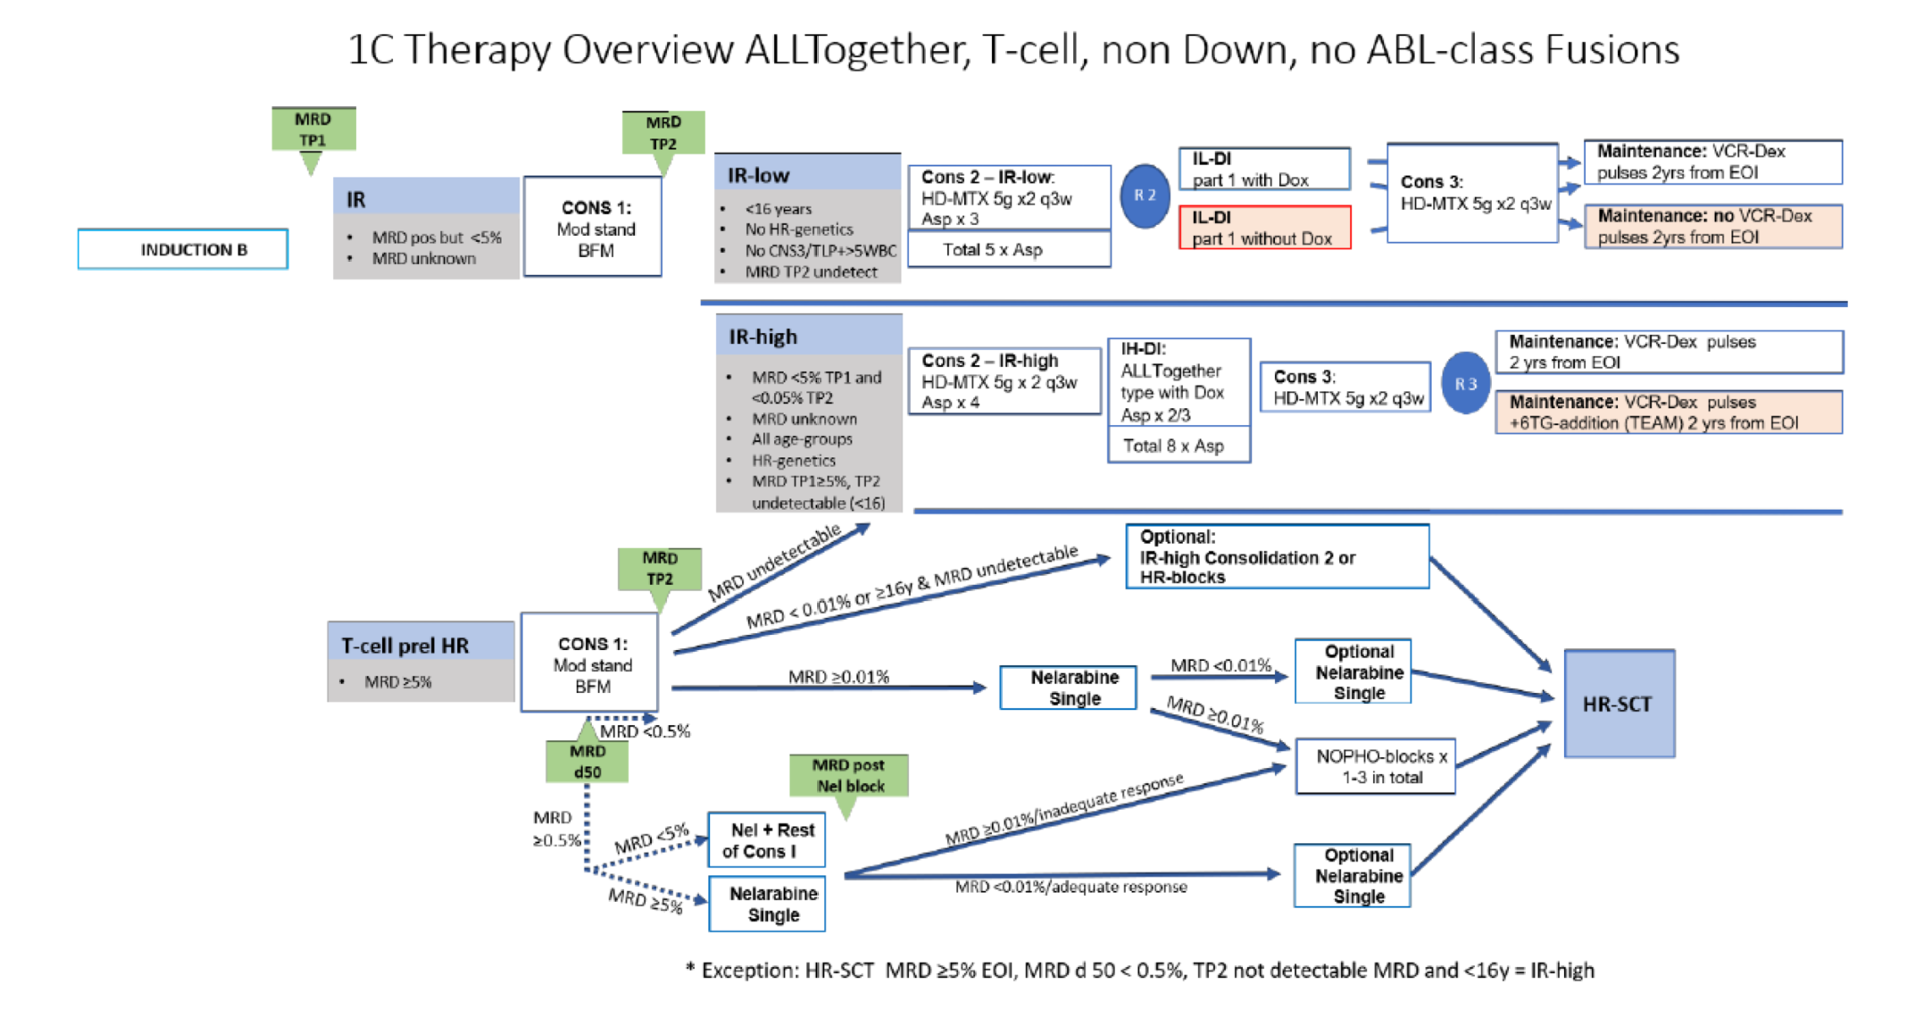 1C Therapy Overview ALLTogether, T-cell, non Down, no ABL-class Fusions
MRD
TP1
MRD
TP2
INDUCTION B
IR
• MRD pos but <5%
• MRD unknown
CONS 1:
Mod stand
BFM
IR-low
• <16 years
• No HR-genetics
• No CNS3/TLP+>5WBC
• MRD TP2 undetect
Cons 2 – IR-low:
HD-MTX 5g x2 q3w
Asp x 3
Total 5 x Asp
R 2
IL-DI
part 1 with Dox
IL-DI
part 1 without Dox
Cons 3:
HD-MTX 5g x2 q3w
Maintenance: VCR-Dex
pulses 2yrs from EOI
Maintenance: no VCR-Dex
pulses 2yrs from EOI
IR-high
• MRD <5% TP1 and
<0.05% TP2
• MRD unknown
• All age-groups
• HR-genetics
• MRD TP1≥5%, TP2
undetectable (<16)
Cons 2 – IR-high
HD-MTX 5g x 2 q3w
Asp x 4
IH-DI:
ALLTogether
type with Dox
Asp x 2/3
Total 8 x Asp
Cons 3:
HD-MTX 5g x2 q3w
R 3
Maintenance: VCR-Dex pulses
2 yrs from EOI
Maintenance: VCR-Dex pulses
+6TG-addition (TEAM) 2 yrs from EOI
MRD
TP2
T-cell prel HR
• MRD ≥5%
CONS 1:
Mod stand
BFM
MRD undetectable
MRD < 0.01% or ≥16y & MRD undetectable
Optional:
IR-high Consolidation 2 or
HR-blocks
MRD ≥0.01%
Nelarabine
Single
MRD <0.01%
Optional
Nelarabine
Single
MRD ≥0.01%
NOPHO-blocks x
1-3 in total
HR-SCT
MRD <0.5%
MRD
d50
MRD
≥0.5%
MRD <5%
MRD ≥5%
Nel + Rest
of Cons I
Nelarabine
Single
MRD post
Nel block
MRD ≥0.01%/inadequate response
MRD <0.01%/adequate response
Optional
Nelarabine
Single
* Exception: HR-SCT MRD ≥5% EOI, MRD d 50 < 0.5%, TP2 not detectable MRD and <16y = IR-high